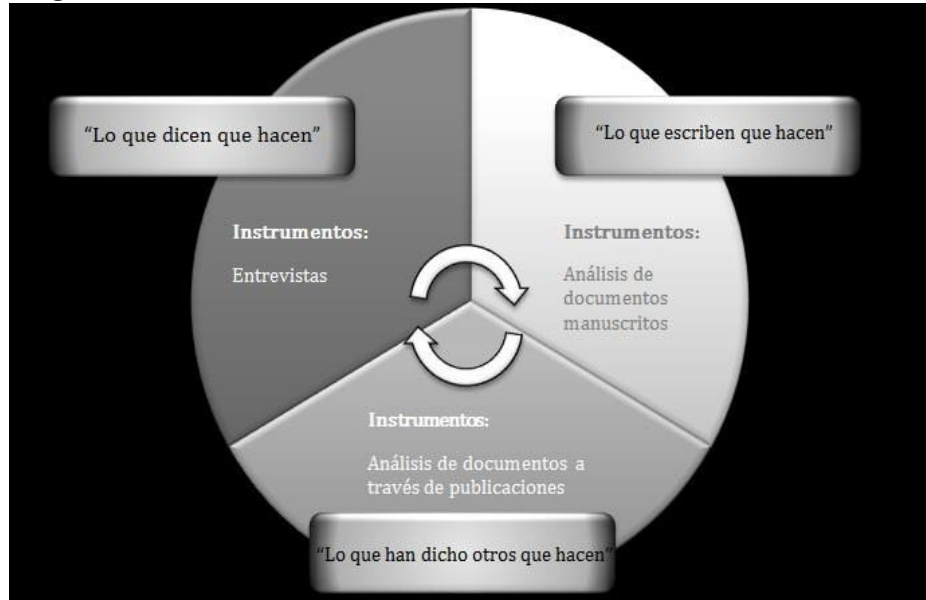 “Lo que dicen que hacen”
Instrumentos:
Entrevistas
“Lo que escriben que hacen”
Instrumentos:
Análisis de
documentos
manuscritos
Instrumentos:
Análisis de documentos a
través de publicaciones
“Lo que han dicho otros que hacen”